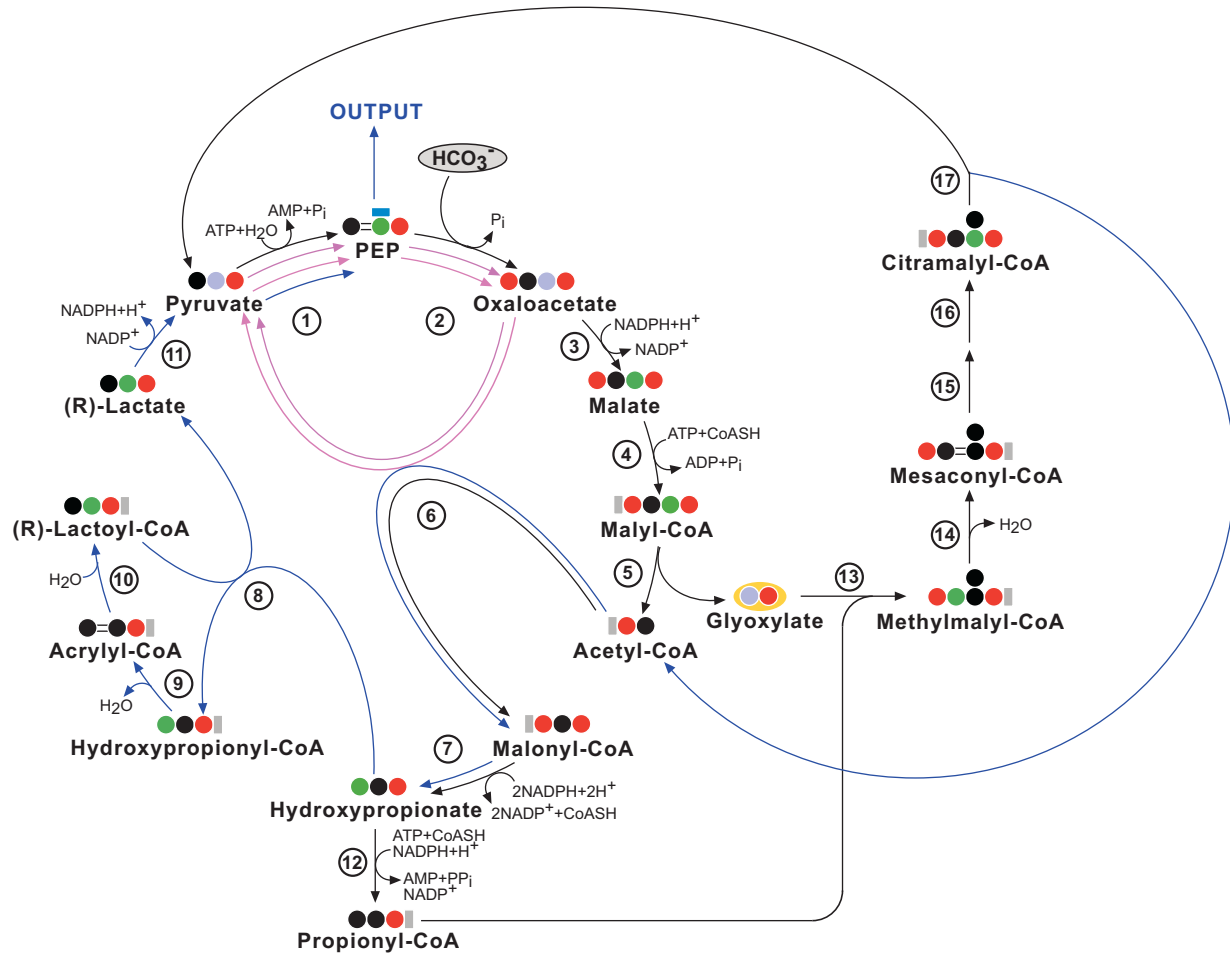 OUTPUT
HCO3-
17
AMP+Pi
ATP+H2O
Pi
PEP
Citramalyl-CoA
NADPH+H+
Pyruvate
Oxaloacetate
1
2
16
NADP+
NADPH+H+
3
NADP+
11
(R)-Lactate
Malate
15
ATP+CoASH
4
ADP+Pi
Mesaconyl-CoA
6
(R)-Lactoyl-CoA
Malyl-CoA
14
H2O
10
H2O
5
13
8
Glyoxylate
Methylmalyl-CoA
Acrylyl-CoA
Acetyl-CoA
9
H2O
Hydroxypropionyl-CoA
7
Malonyl-CoA
2NADPH+2H+
Hydroxypropionate
2NADP++CoASH
12
ATP+CoASH
NADPH+H+
AMP+PPi
NADP+
Propionyl-CoA